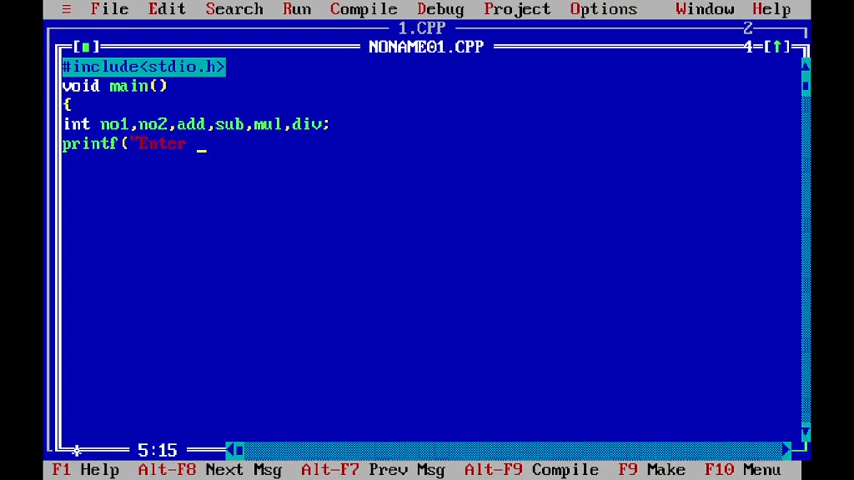 ≡ File Edit Search Run Compile Debug Project Options Window Help
1.CPP 2
[■] NONAME01.CPP 4=[↑]
#include<stdio.h>
void main()
{
int no1,no2,add,sub,mul,div;
printf("Enter _
* 5:15
F1 Help Alt-F8 Next Msg Alt-F7 Prev Msg Alt-F9 Compile F9 Make F10 Menu